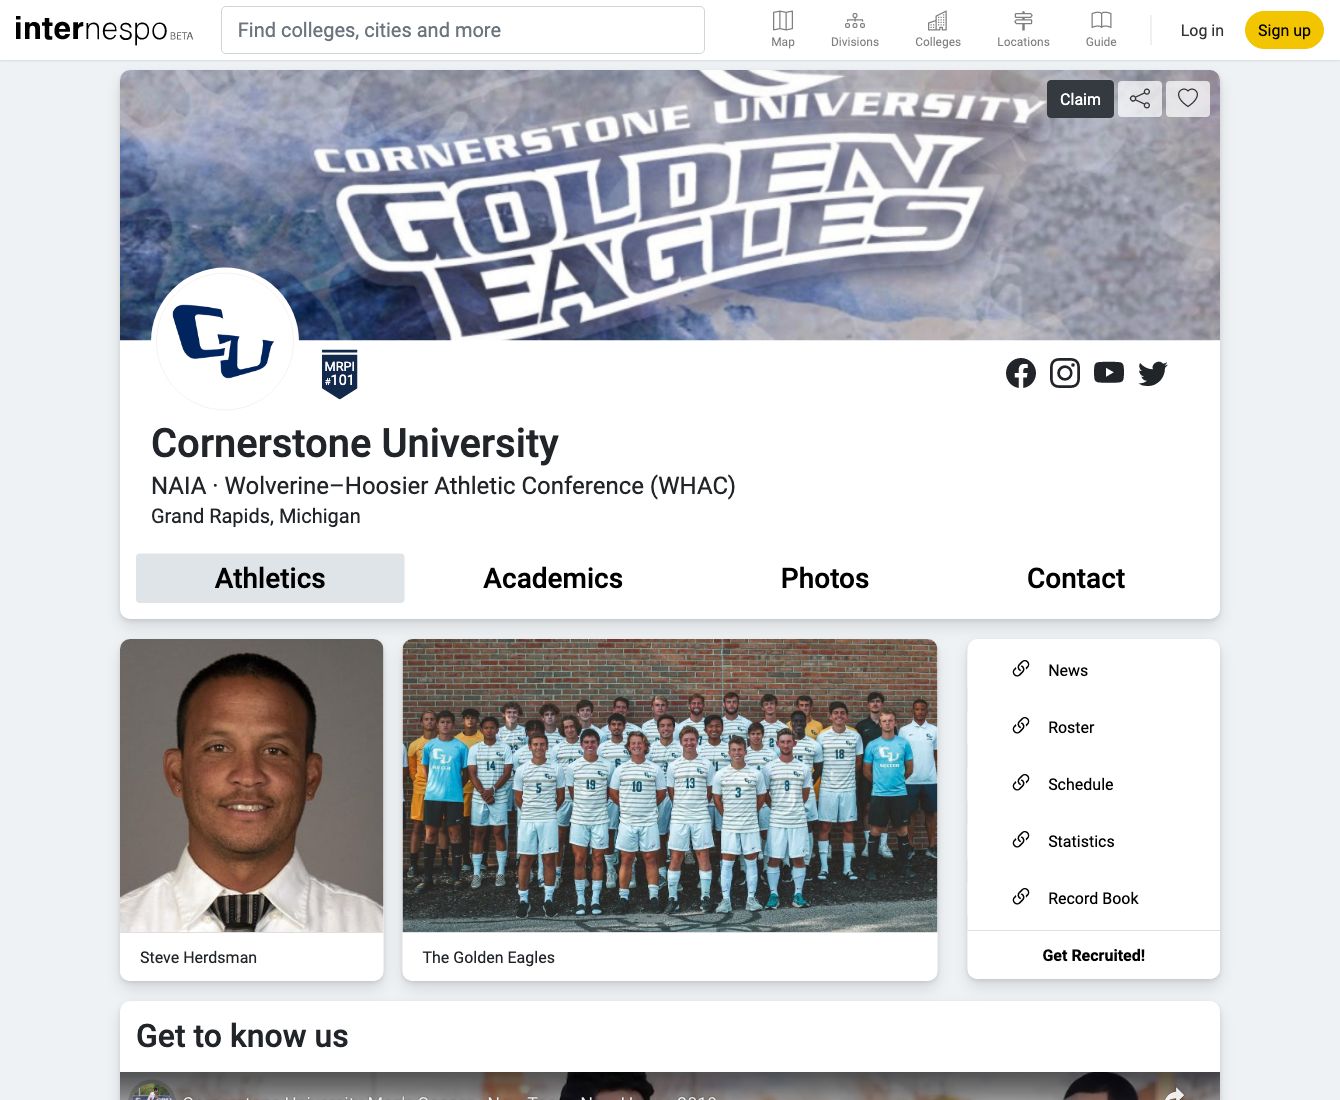 internespo BETA
Find colleges, cities and more
Map
Divisions
Colleges
Locations
Guide
Log in
Sign up
CORNERSTONE UNIVERSITY
GOLDEN
EAGLES
Claim
CU
MRPI
#101
Cornerstone University
NAIA · Wolverine–Hoosier Athletic Conference (WHAC)
Grand Rapids, Michigan
Athletics
Academics
Photos
Contact
Steve Herdsman
The Golden Eagles
News
Roster
Schedule
Statistics
Record Book
Get Recruited!
Get to know us